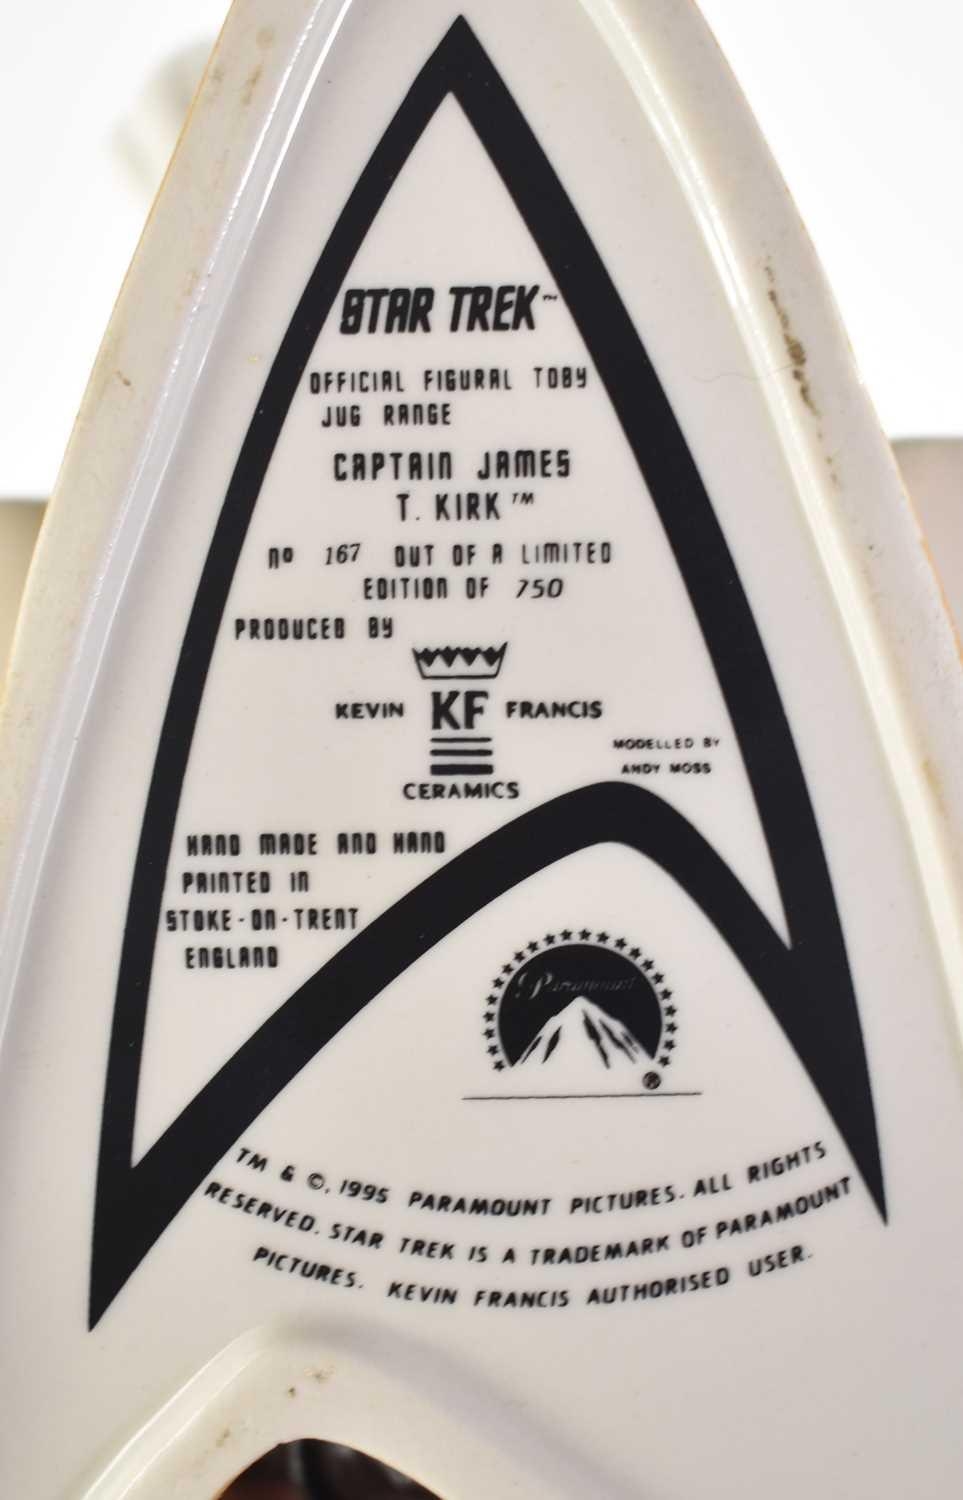 STAR TREK™
OFFICIAL FIGURAL TOBY
JUG RANGE
CAPTAIN JAMES
T. KIRK™
no 167 OUT OF A LIMITED
EDITION OF 750
PRODUCED BY
KEVIN KF FRANCIS
CERAMICS
MODELLED BY
ANDY MOSS
HAND MADE AND HAND
PAINTED IN
STOKE-ON-TRENT
ENGLAND
Paramount
®
TM & ©, 1995 PARAMOUNT PICTURES. ALL RIGHTS
RESERVED. STAR TREK IS A TRADEMARK OF PARAMOUNT
PICTURES. KEVIN FRANCIS AUTHORISED USER.